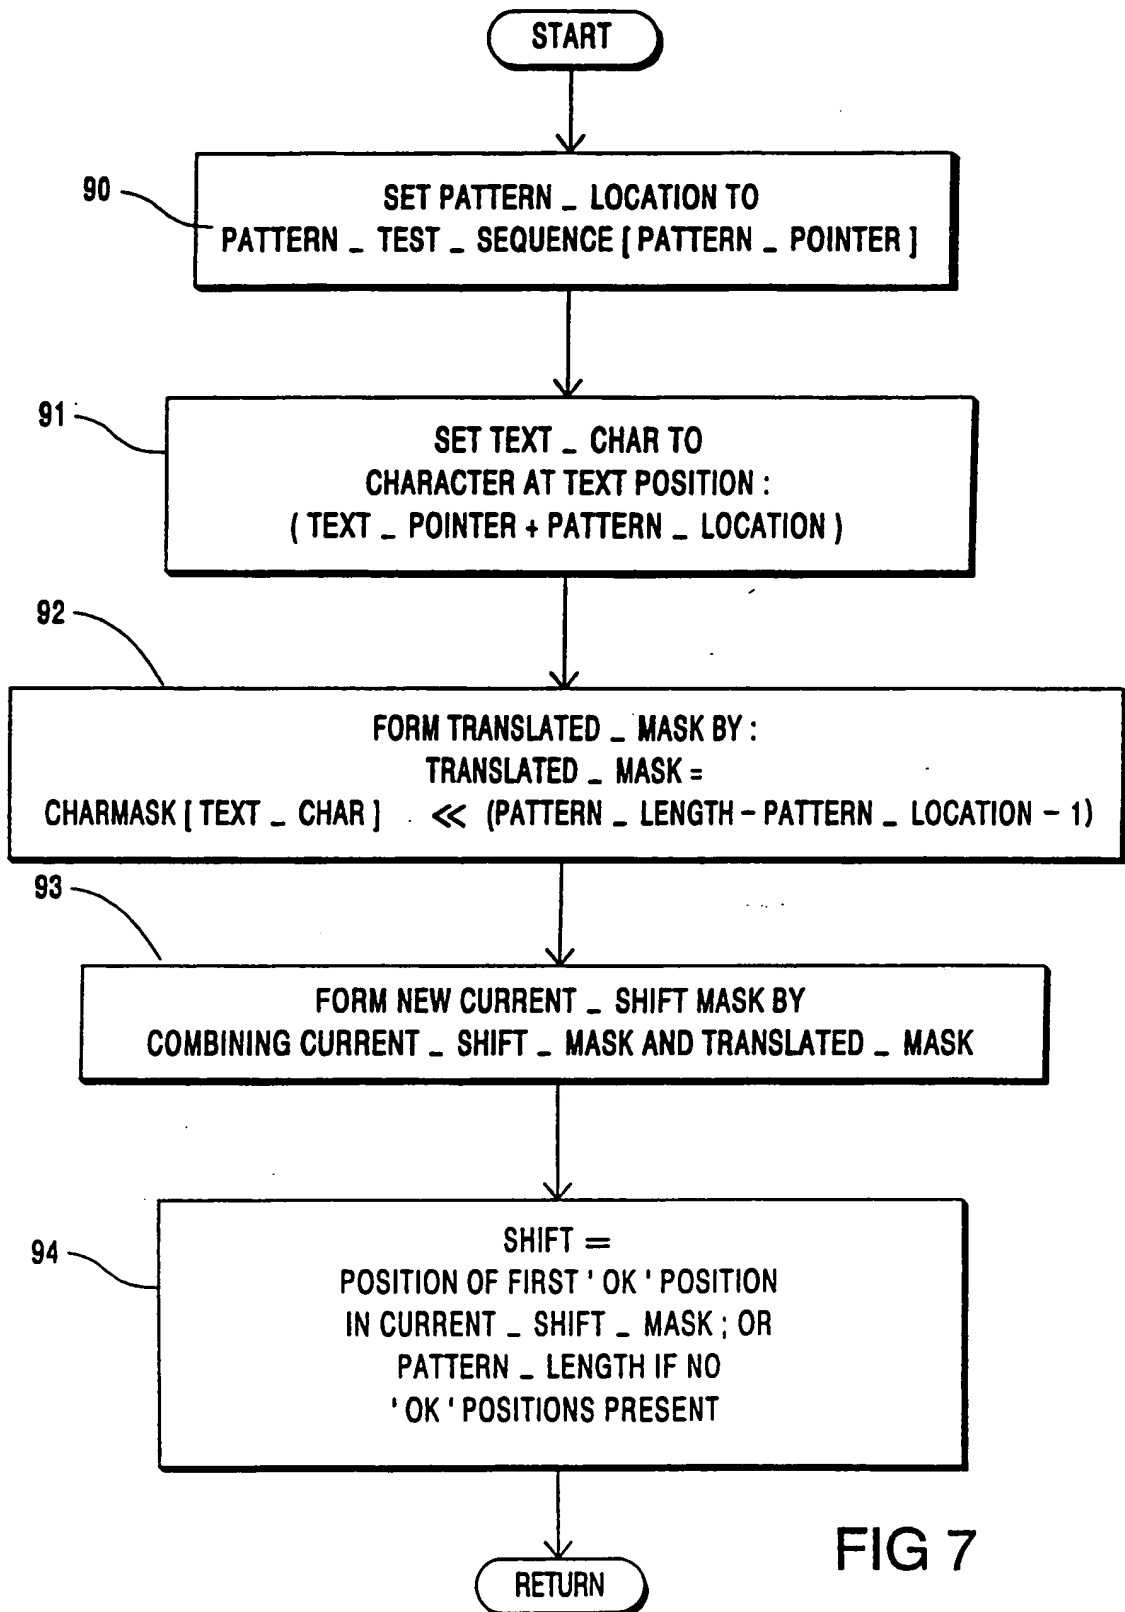 START
90
SET PATTERN _ LOCATION TO
PATTERN _ TEST _ SEQUENCE [ PATTERN _ POINTER ]
91
SET TEXT _ CHAR TO
CHARACTER AT TEXT POSITION :
( TEXT _ POINTER + PATTERN _ LOCATION )
92
FORM TRANSLATED _ MASK BY :
TRANSLATED _ MASK =
CHARMASK [ TEXT _ CHAR ] << (PATTERN _ LENGTH - PATTERN _ LOCATION - 1)
93
FORM NEW CURRENT _ SHIFT MASK BY
COMBINING CURRENT _ SHIFT _ MASK AND TRANSLATED _ MASK
94
SHIFT =
POSITION OF FIRST ' OK ' POSITION
IN CURRENT _ SHIFT _ MASK ; OR
PATTERN _ LENGTH IF NO
' OK ' POSITIONS PRESENT
RETURN
FIG 7